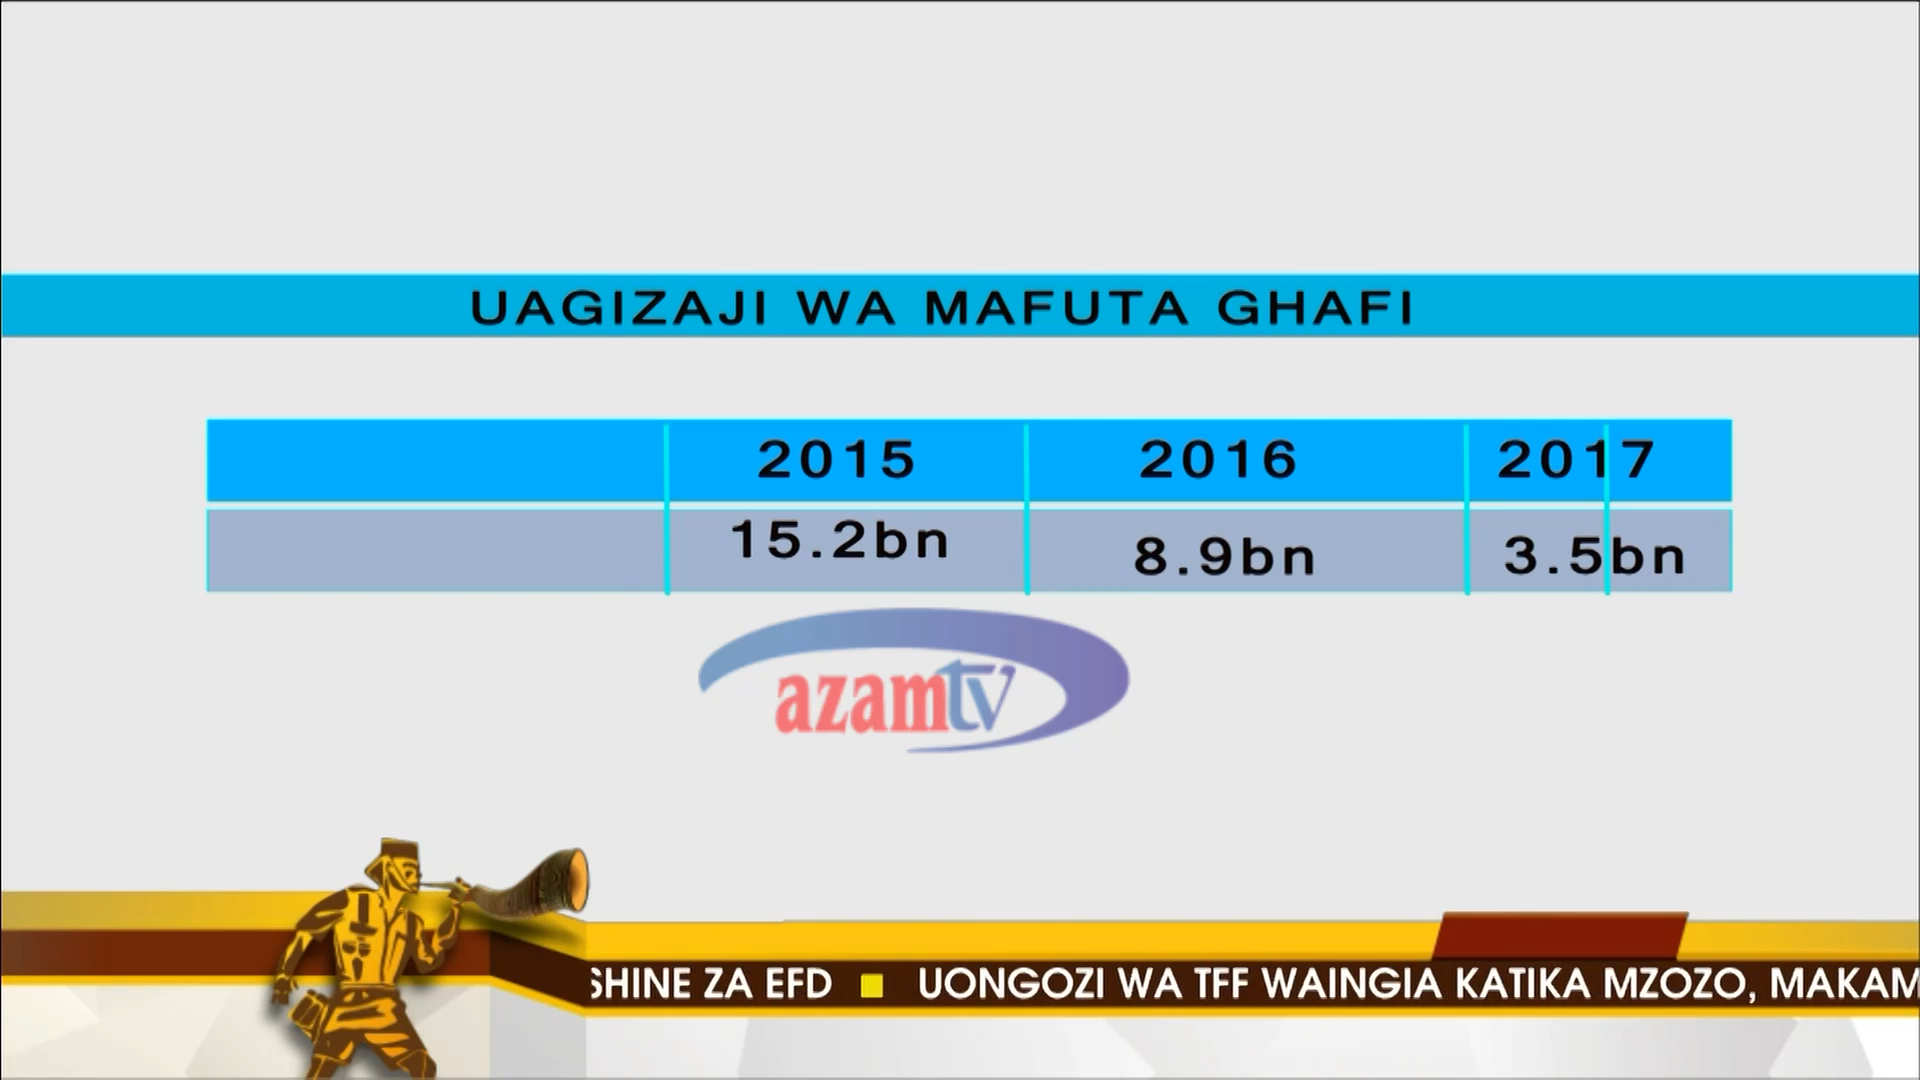 UAGIZAJI WA MAFUTA GHAFI
2015 2016 2017
15.2bn 8.9bn 3.5bn
azamtv
SHINE ZA EFD UONGOZI WA TFF WAINGIA KATIKA MZOZO, MAKAM